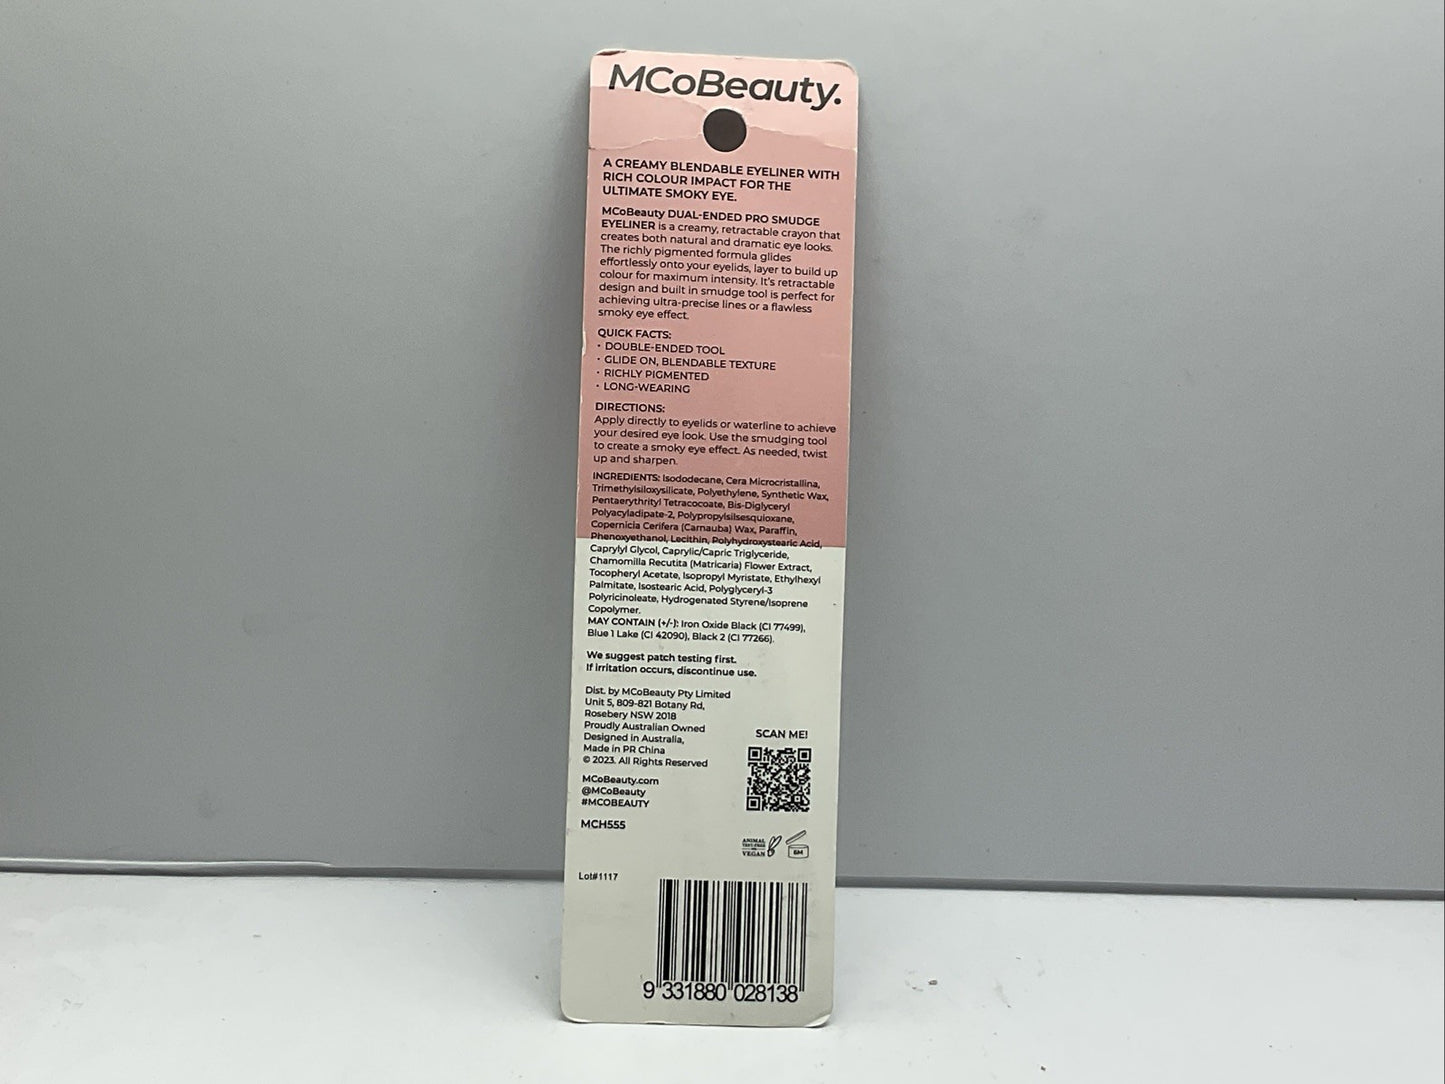 MCoBeauty.
A CREAMY BLENDABLE EYELINER WITH
RICH COLOUR IMPACT FOR THE
ULTIMATE SMOKY EYE.
MCoBeauty DUAL-ENDED PRO SMUDGE
EYELINER is a creamy, retractable crayon that
creates both natural and dramatic eye looks.
The richly pigmented formula glides
effortlessly onto your eyelids, layer to build up
colour for maximum intensity. It's retractable
design and built in smudge tool is perfect for
achieving ultra-precise lines or a flawless
smoky eye effect.
QUICK FACTS:
· DOUBLE-ENDED TOOL
· GLIDE ON, BLENDABLE TEXTURE
· RICHLY PIGMENTED
· LONG-WEARING
DIRECTIONS:
Apply directly to eyelids or waterline to achieve
your desired eye look. Use the smudging tool
to create a smoky eye effect. As needed, twist
up and sharpen.
INGREDIENTS: Isododecane, Cera Microcristallina,
Trimethylsiloxysilicate, Polyethylene, Synthetic Wax,
Pentaerythrityl Tetracocoate, Bis-Diglyceryl
Polyacyladipate-2, Polypropylsilsesquioxane,
Copernicia Cerifera (Carnauba) Wax, Paraffin,
Phenoxyethanol, Lecithin, Polyhydroxystearic Acid,
Caprylyl Glycol, Caprylic/Capric Triglyceride,
Chamomilla Recutita (Matricaria) Flower Extract,
Tocopheryl Acetate, Isopropyl Myristate, Ethylhexyl
Palmitate, Isostearic Acid, Polyglyceryl-3
Polyricinoleate, Hydrogenated Styrene/Isoprene
Copolymer.
MAY CONTAIN (+/-): Iron Oxide Black (CI 77499),
Blue 1 Lake (CI 42090), Black 2 (CI 77266).
We suggest patch testing first.
If irritation occurs, discontinue use.
Dist. by MCoBeauty Pty Limited
Unit 5, 809-821 Botany Rd,
Rosebery NSW 2018
Proudly Australian Owned
Designed in Australia,
Made in PR China
© 2023. All Rights Reserved
MCoBeauty.com
@MCoBeauty
#MCOBEAUTY
MCH555
SCAN ME!
ANIMAL
TEST-FREE
VEGAN
6M
Lot#1117
9 331880 028138